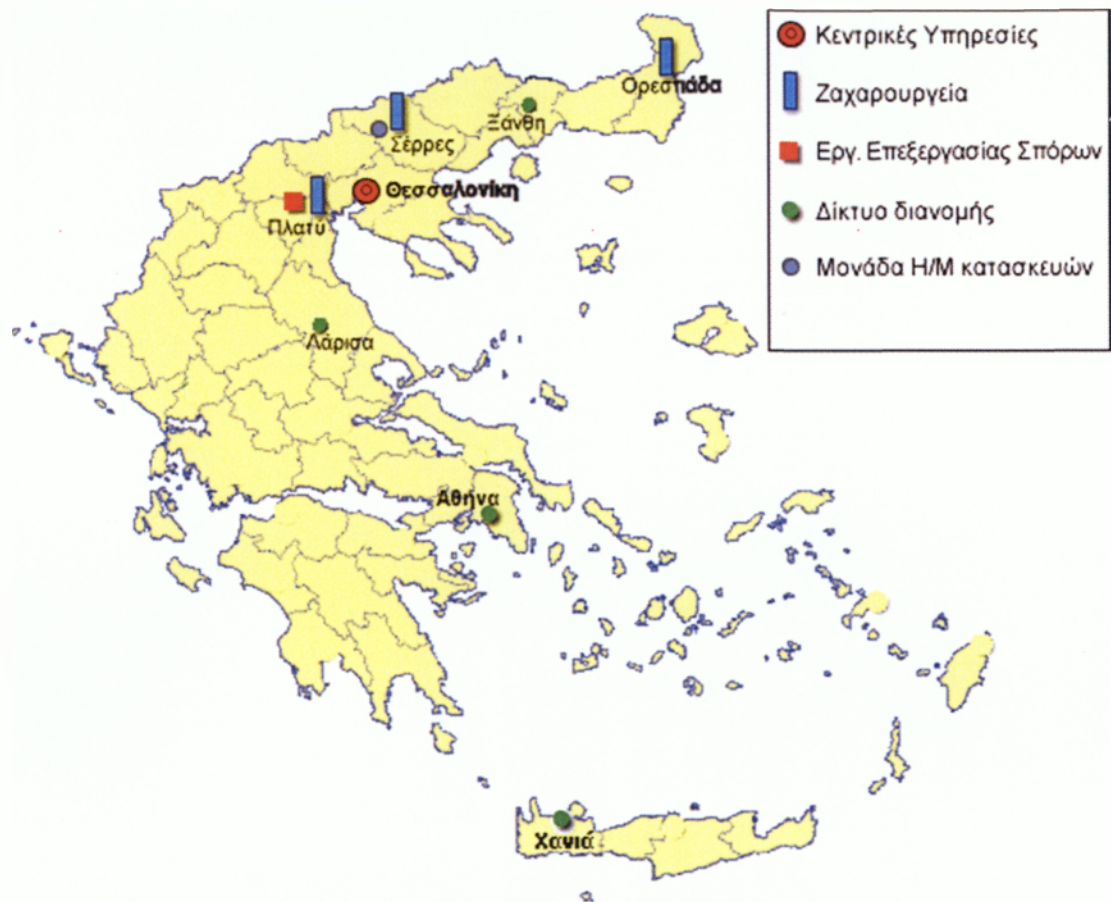 Κεντρικές Υπηρεσίες
Ζαχαρουργεία
Εργ. Επεξεργασίας Σπόρων
Δίκτυο διανομής
Μονάδα Η/Μ κατασκευών
Ορεστιάδα
Ξάνθη
Σέρρες
Θεσσαλονίκη
Πλατύ
Λάρισα
Αθήνα
Χανιά